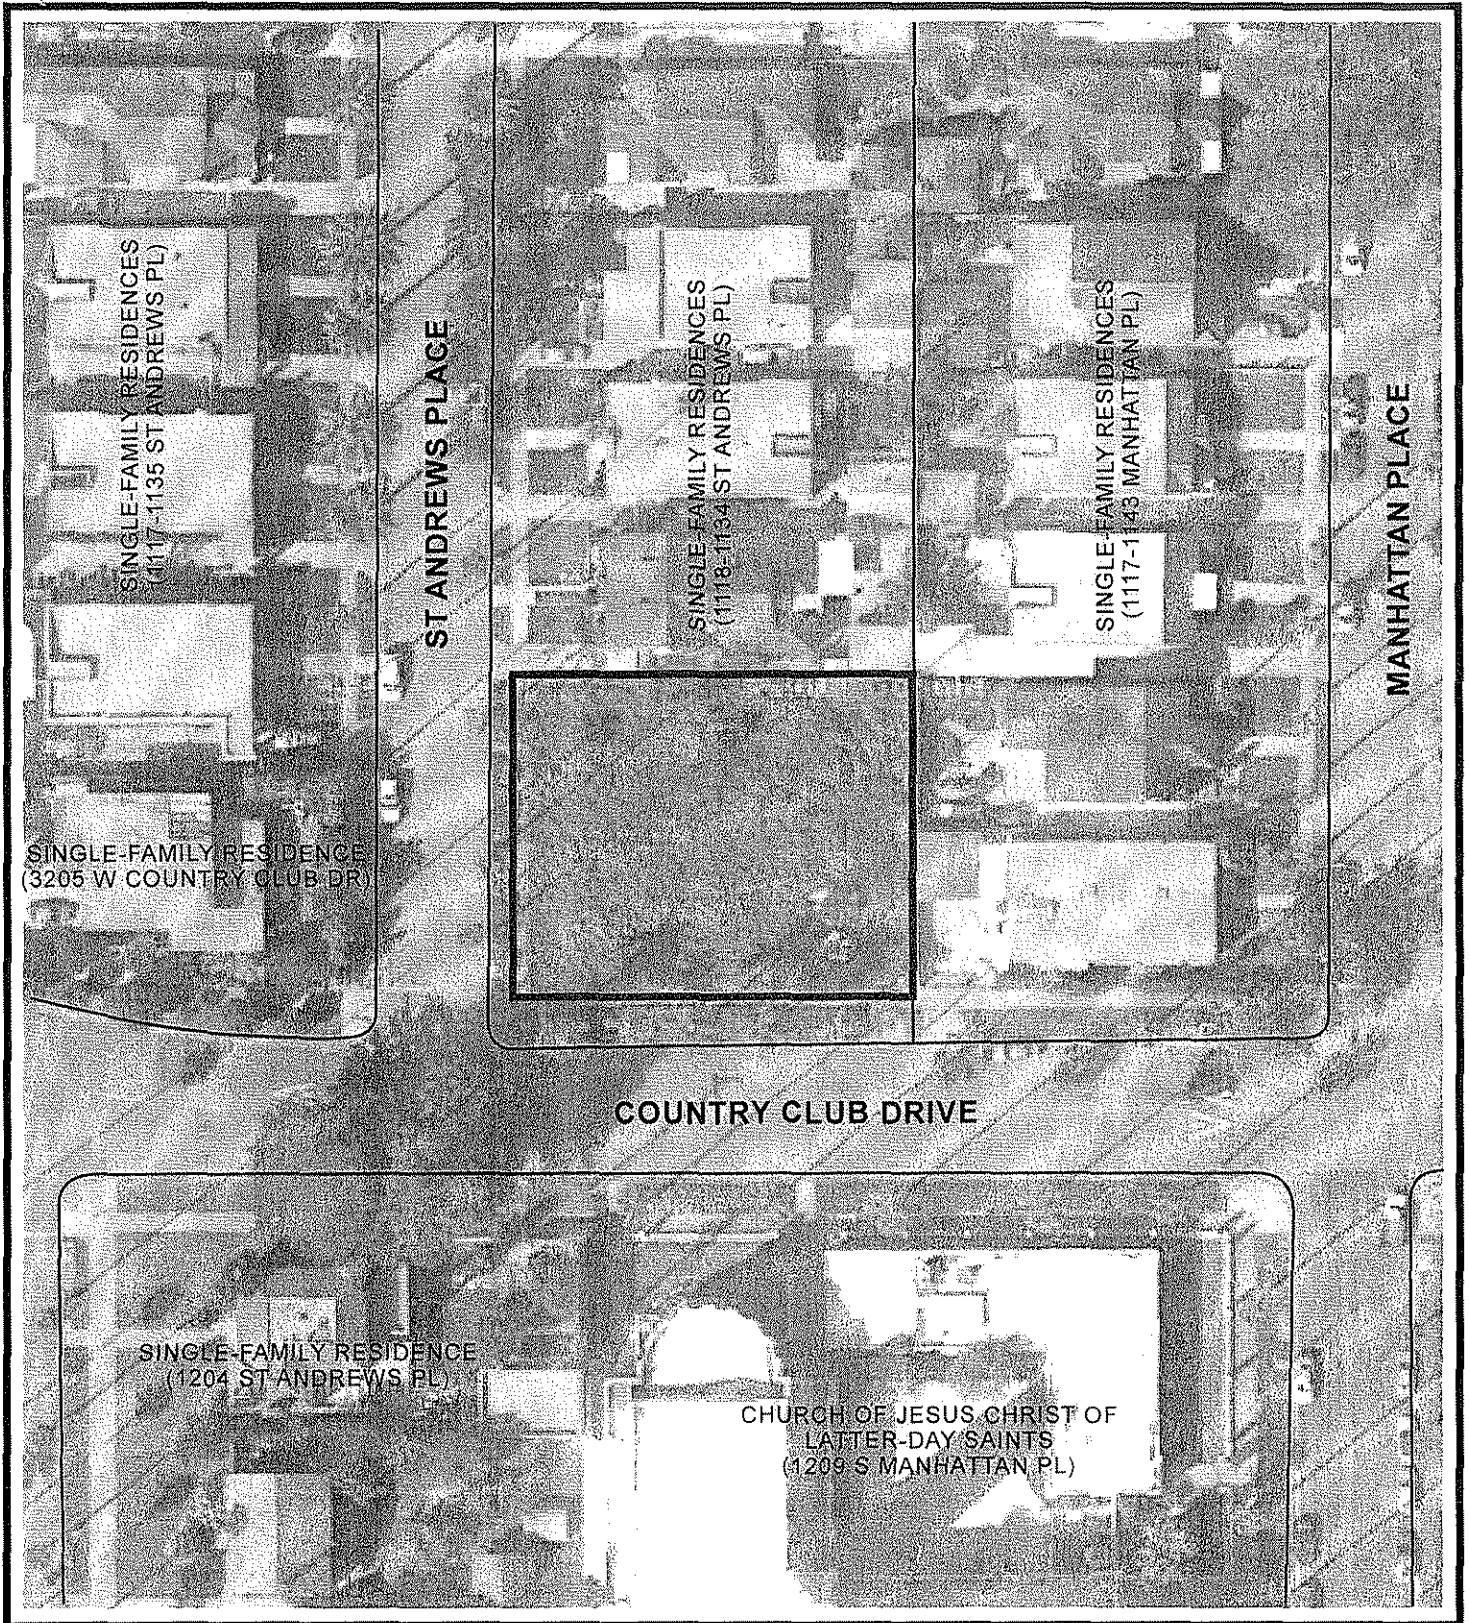 SINGLE-FAMILY RESIDENCES
(1117-1135 ST ANDREWS PL)
ST ANDREWS PLACE
SINGLE-FAMILY RESIDENCES
(1118-1134 ST ANDREWS PL)
SINGLE-FAMILY RESIDENCES
(1117-1143 MANHATTAN PL)
MANHATTAN PLACE
SINGLE-FAMILY RESIDENCE
(3205 W COUNTRY CLUB DR)
COUNTRY CLUB DRIVE
SINGLE-FAMILY RESIDENCE
(1204 ST ANDREWS PL)
CHURCH OF JESUS CHRIST OF
LATTER-DAY SAINTS
(1209 S MANHATTAN PL)